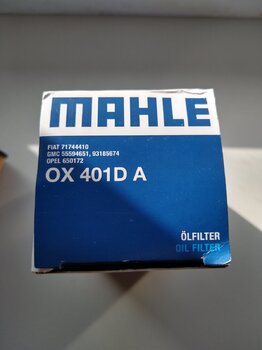 MAHLE
FIAT 71744410
GMC 55594651, 93185674
OPEL 650172
OX 401D A
ÖLFILTER
OIL FILTER